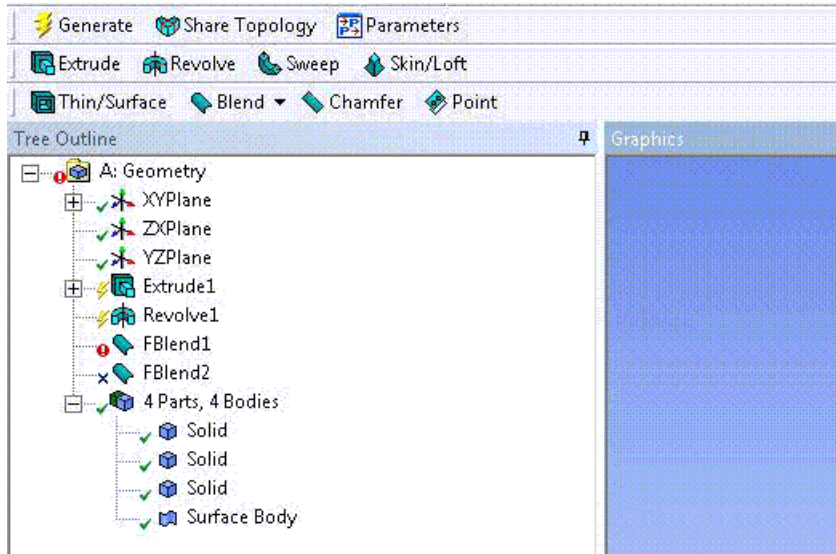 Generate Share Topology Parameters
Extrude Revolve Sweep Skin/Loft
Thin/Surface Blend Chamfer Point
Tree Outline Graphics
A: Geometry
XYPlane
ZXPlane
YZPlane
Extrude1
Revolve1
FBlend1
FBlend2
4 Parts, 4 Bodies
Solid
Solid
Solid
Surface Body